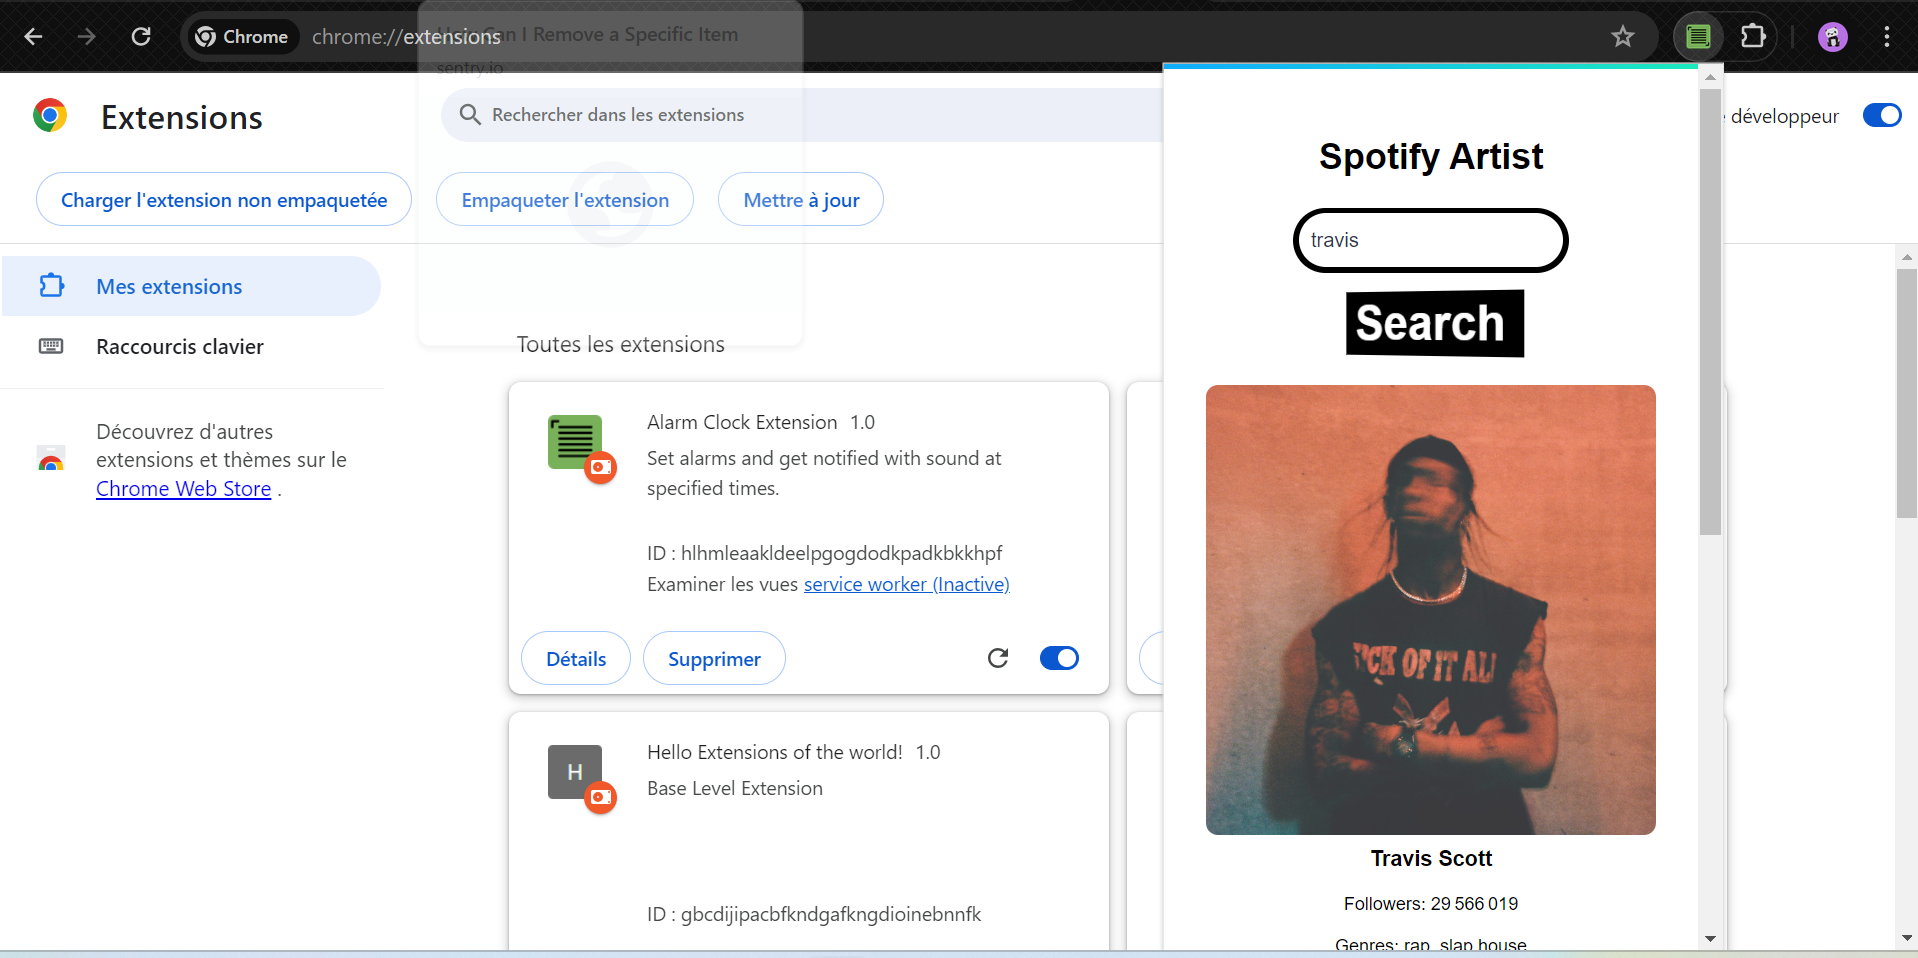 Chrome
chrome://extensions
Can I Remove a Specific Item
sentry.io
Extensions
Rechercher dans les extensions
développeur
Charger l'extension non empaquetée
Empaqueter l'extension
Mettre à jour
Mes extensions
Raccourcis clavier
Découvrez d'autres
extensions et thèmes sur le
Chrome Web Store .
Toutes les extensions
Alarm Clock Extension 1.0
Set alarms and get notified with sound at
specified times.
ID : hlhmleaakldeelpgogdodkpadkbkkhpf
Examiner les vues service worker (Inactive)
Détails
Supprimer
H
Hello Extensions of the world! 1.0
Base Level Extension
ID : gbcdijipacbfkndgafkngdioinebnnfk
Spotify Artist
travis
Search
OF IT ALL
Travis Scott
Followers: 29 566 019
Genres: rap, slap house